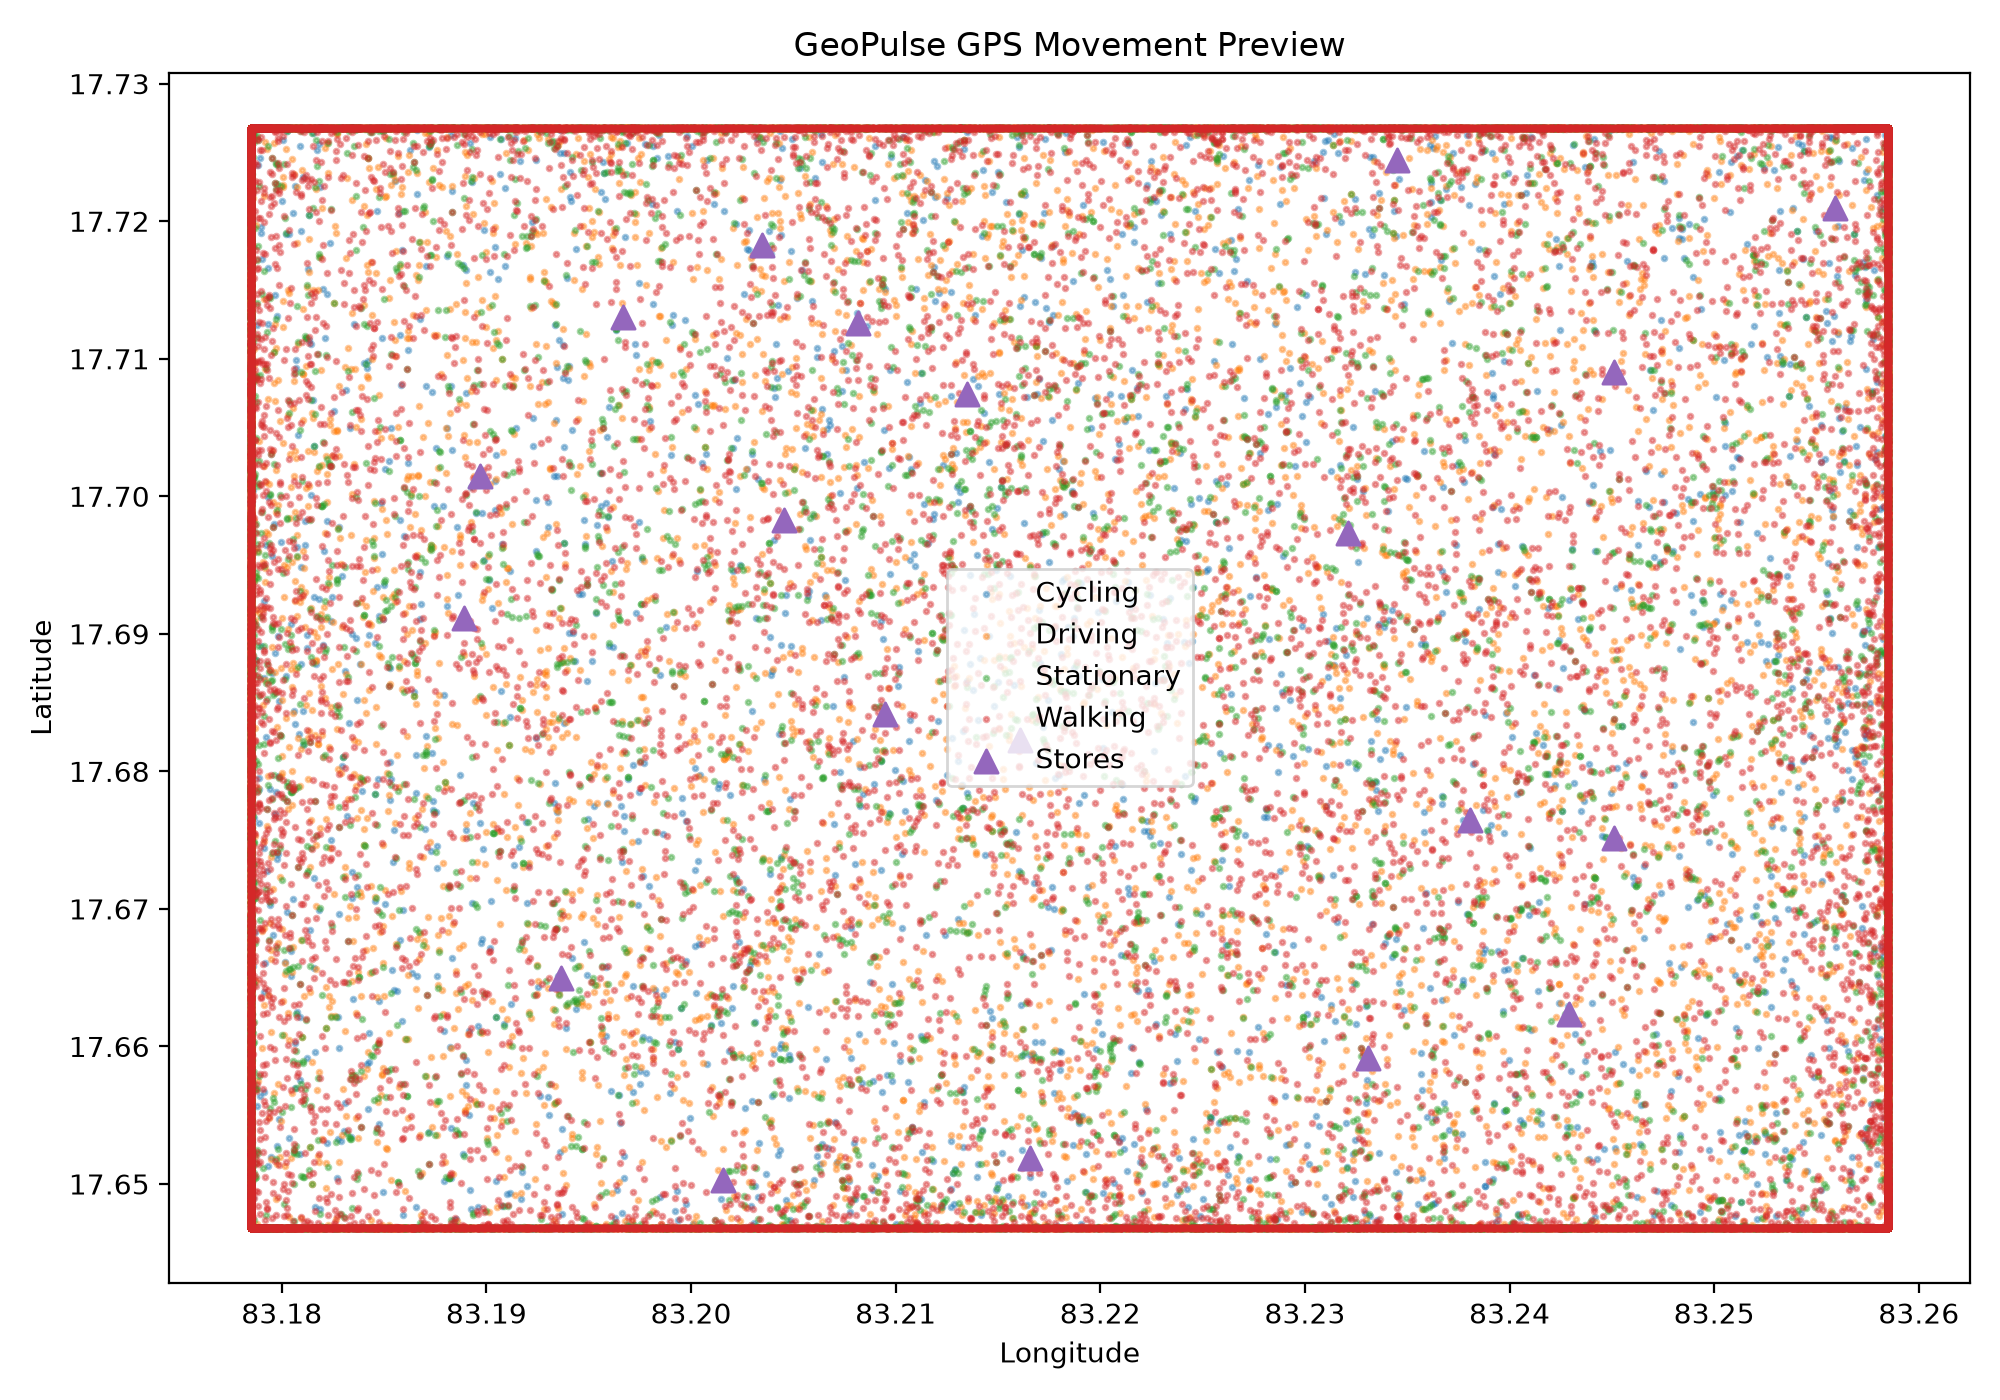 GeoPulse GPS Movement Preview
17.73
17.72
17.71
17.70
17.69
17.68
17.67
17.66
17.65
Latitude
Cycling
Driving
Stationary
Walking
Stores
83.18 83.19 83.20 83.21 83.22 83.23 83.24 83.25 83.26
Longitude